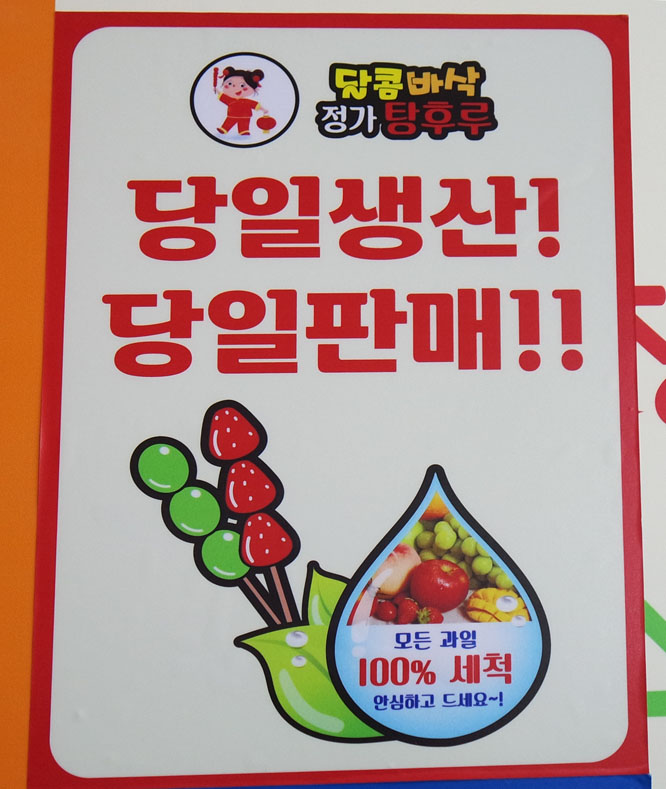 달콤바삭
정가 탕후루
당일생산!
당일판매!!
모든 과일
100% 세척
안심하고 드세요~!